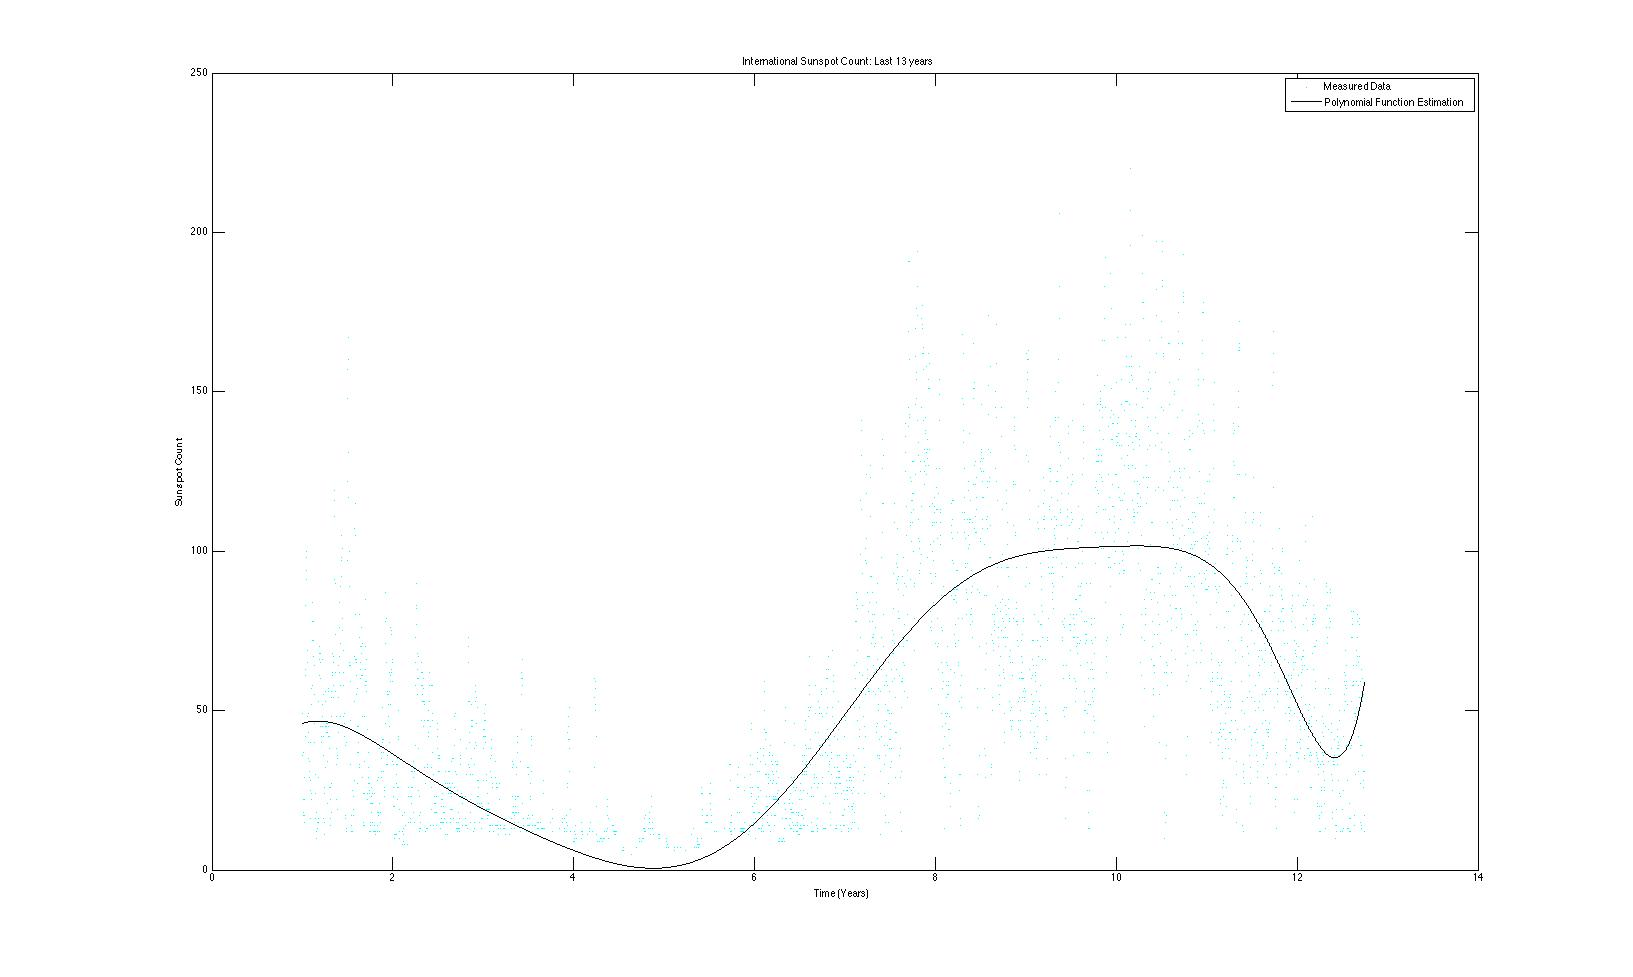 International Sunspot Count: Last 13 years
250
Measured Data
Polynomial Function Estimation
200
150
Sunspot Count
100
50
0
0 2 4 6 8 10 12 14
Time (Years)